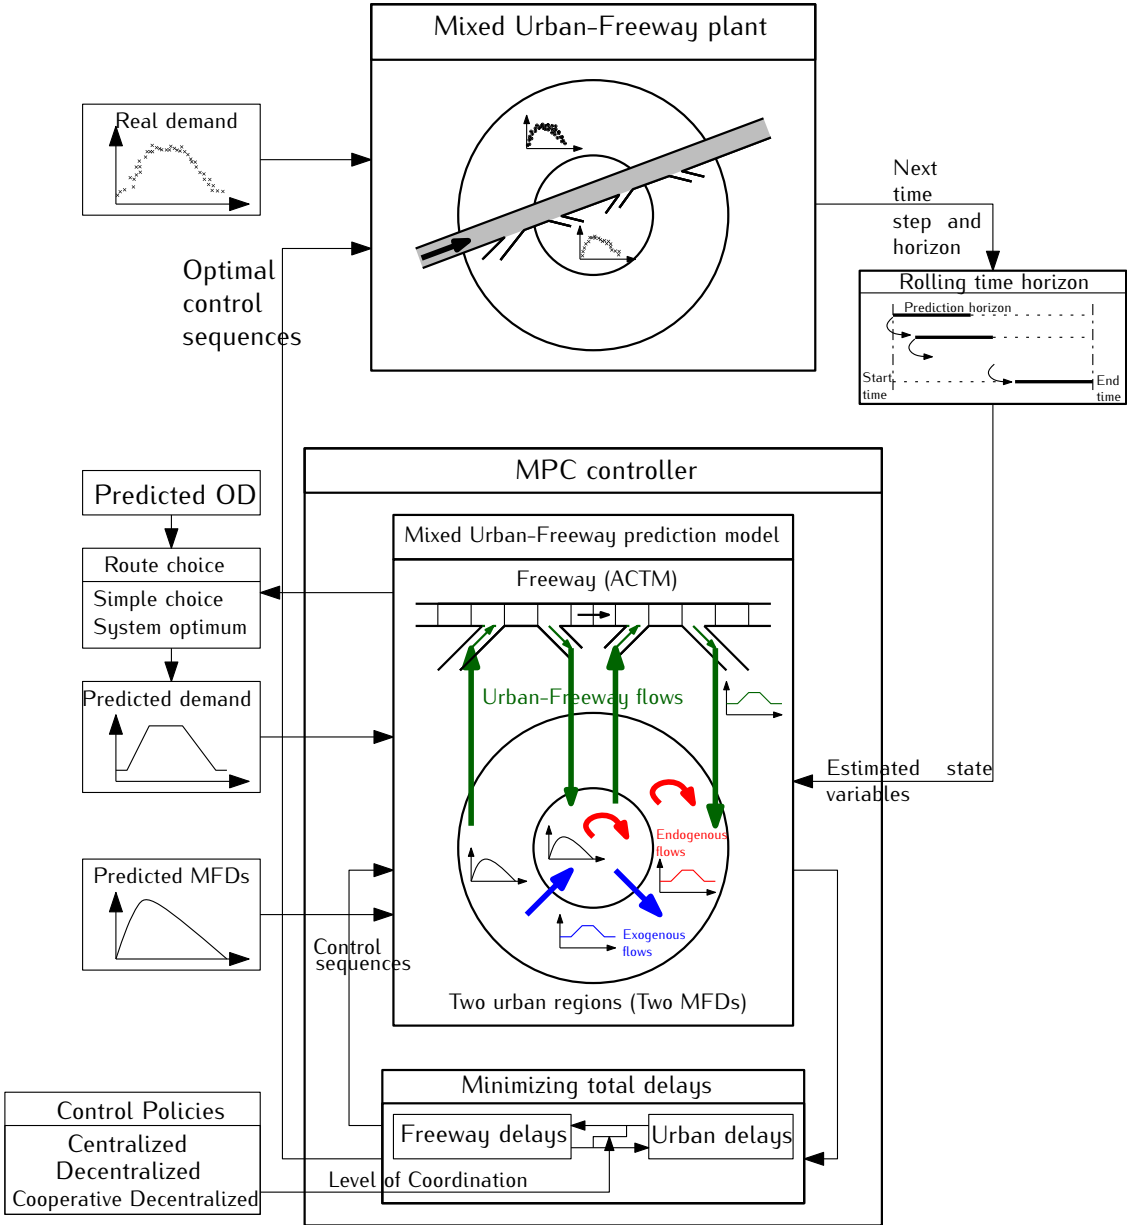 Mixed Urban-Freeway plant
Real demand
Next
time
step and
horizon
Optimal
control
sequences
Rolling time horizon
Prediction horizon
Start
time
End
time
MPC controller
Predicted OD
Mixed Urban-Freeway prediction model
Route choice
Simple choice
System optimum
Freeway (ACTM)
Predicted demand
Urban-Freeway flows
Estimated state
variables
Endogenous
flows
Predicted MFDs
Exogenous
flows
Control
sequences
Two urban regions (Two MFDs)
Minimizing total delays
Control Policies
Centralized
Decentralized
Cooperative Decentralized
Freeway delays
Urban delays
Level of Coordination